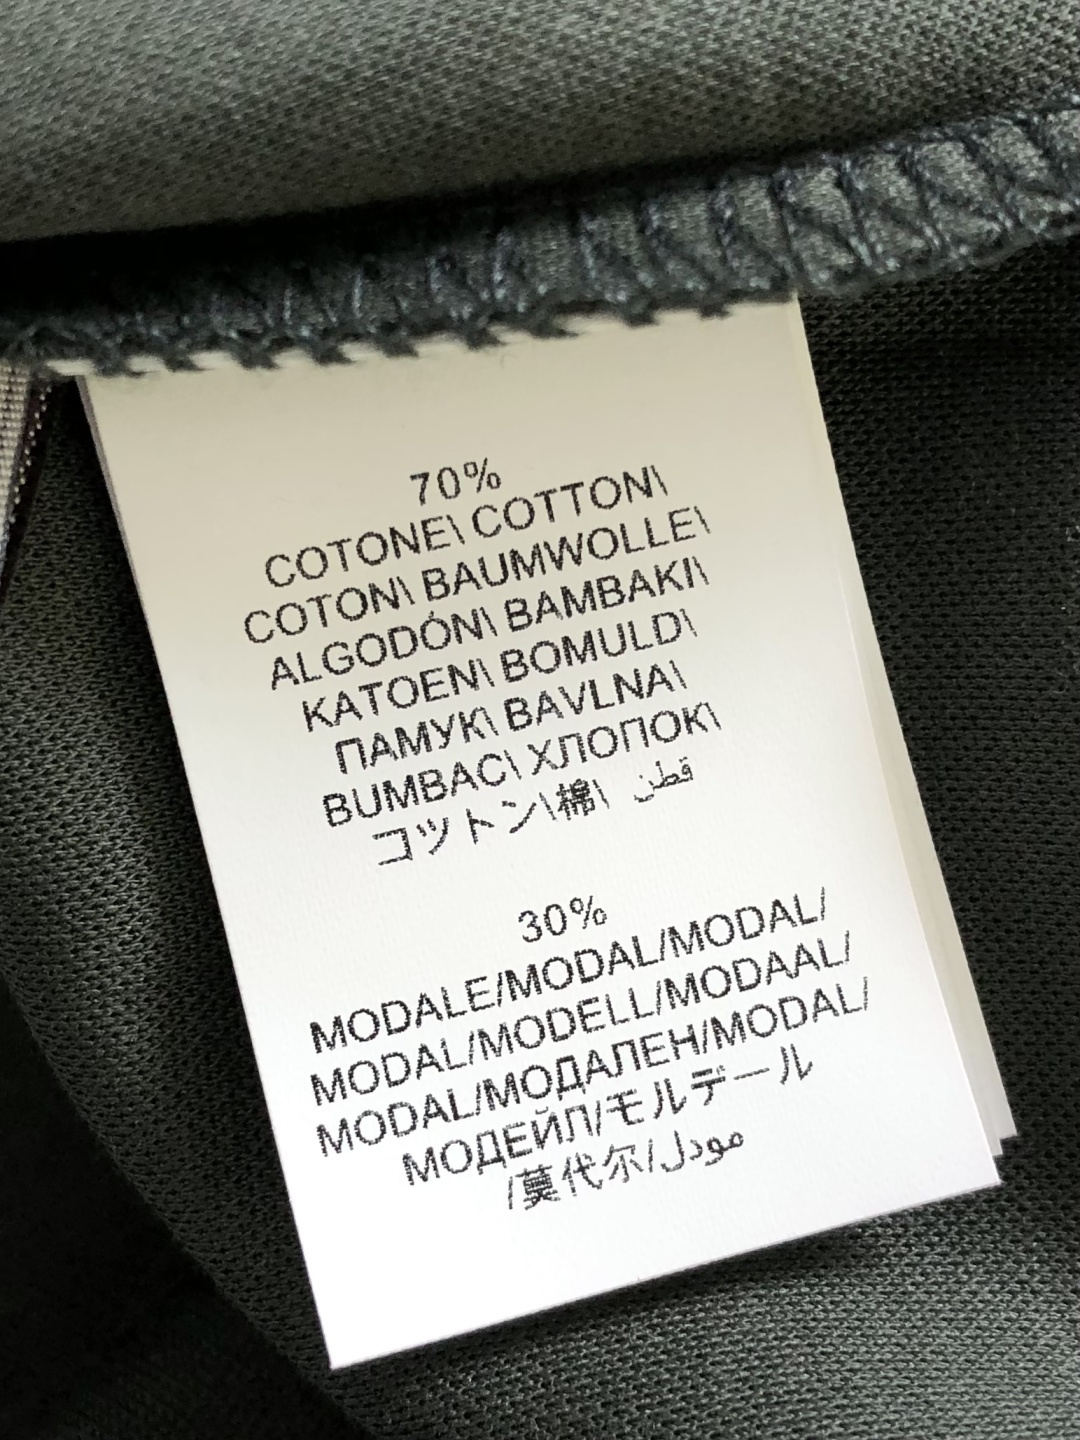 70%
COTONE\ COTTON\
COTON\ BAUMWOLLE\
ALGODÓN\ BAMBAKI\
KATOEN\ BOMULD\
ПАМУК\ BAVLNA\
BUMBAC\ ХЛОПОК\
コットン\棉\ قطن
30%
MODALE/MODAL/MODAL/
MODAL/MODELL/MODAAL/
MODAL/МОДАЛЕН/MODAL/
МОДЕЙЛ/モルデール
/莫代尔/مودل